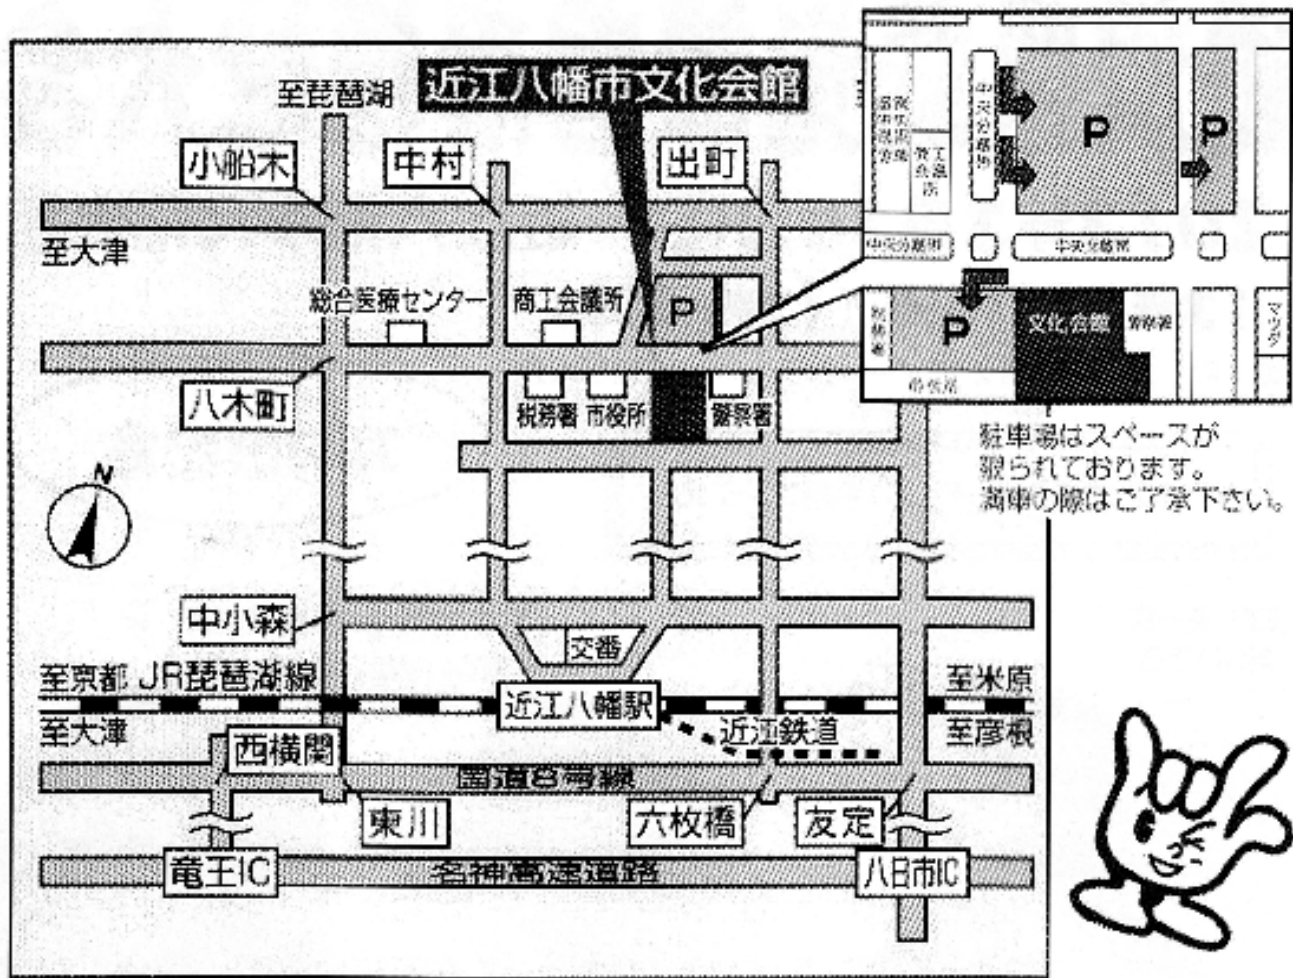 近江八幡市文化会館
至琵琶湖
小船木
中村
出町
至大津
総合医療センター
商工会議所
P
八木町
税務署
市役所
警察署
N
中小森
交番
至京都
JR琵琶湖線
至米原
至大津
近江八幡駅
近江鉄道
至彦根
西横関
国道8号線
東川
六枚橋
友定
竜王IC
名神高速道路
八日市IC
中央分離帯
P
P
中央分離帯
中央分離帯
税務署
P
文化会館
警察署
駐車場はスペースが
限られております。
満車の際はご了承下さい。